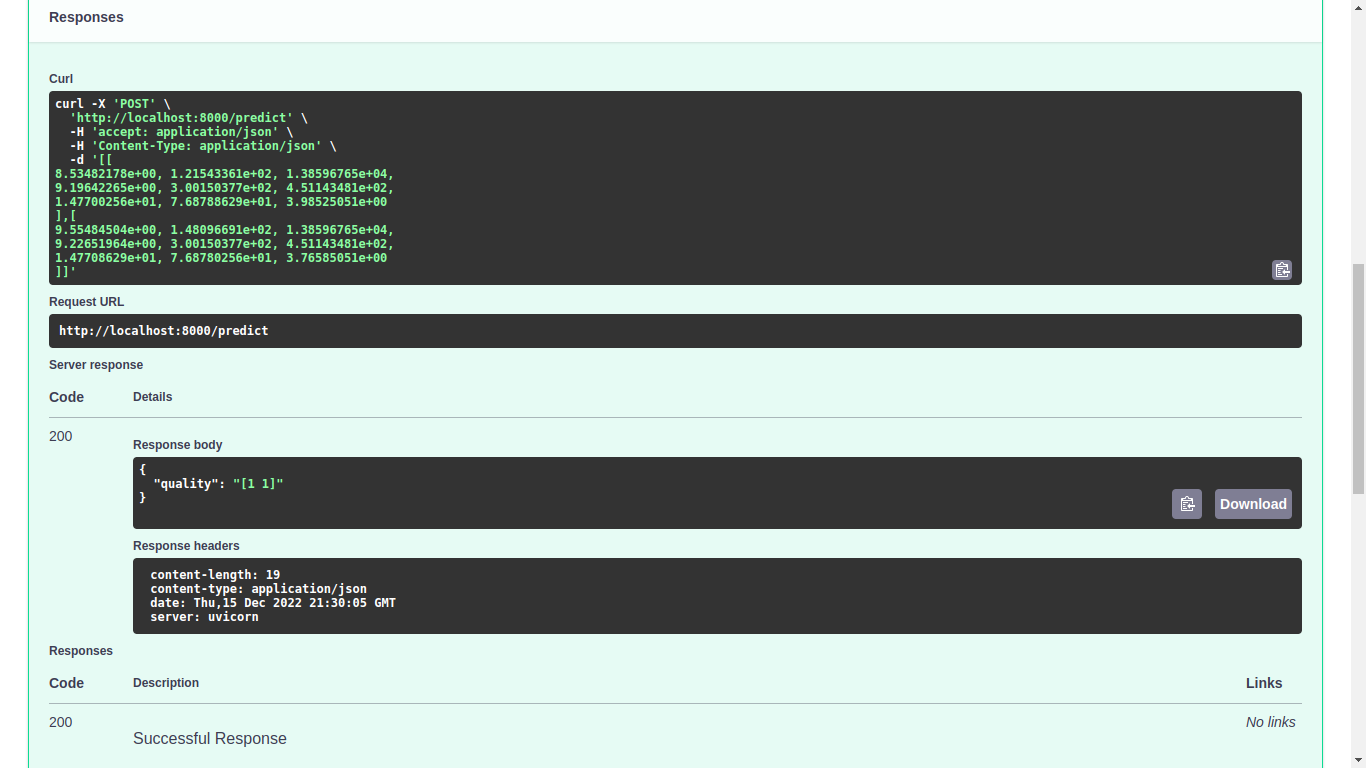 Responses
Curl
curl -X 'POST' \
  'http://localhost:8000/predict' \
  -H 'accept: application/json' \
  -H 'Content-Type: application/json' \
  -d '[[
8.53482178e+00, 1.21543361e+02, 1.38596765e+04,
9.19642265e+00, 3.00150377e+02, 4.51143481e+02,
1.47700256e+01, 7.68788629e+01, 3.98525051e+00
],[
9.55484504e+00, 1.48096691e+02, 1.38596765e+04,
9.22651964e+00, 3.00150377e+02, 4.51143481e+02,
1.47708629e+01, 7.68780256e+01, 3.76585051e+00
]]'
Request URL
http://localhost:8000/predict
Server response
Code Details
200
Response body
{
  "quality": "[1 1]"
}
Download
Response headers
content-length: 19
content-type: application/json
date: Thu,15 Dec 2022 21:30:05 GMT
server: uvicorn
Responses
Code Description Links
200 No links
Successful Response